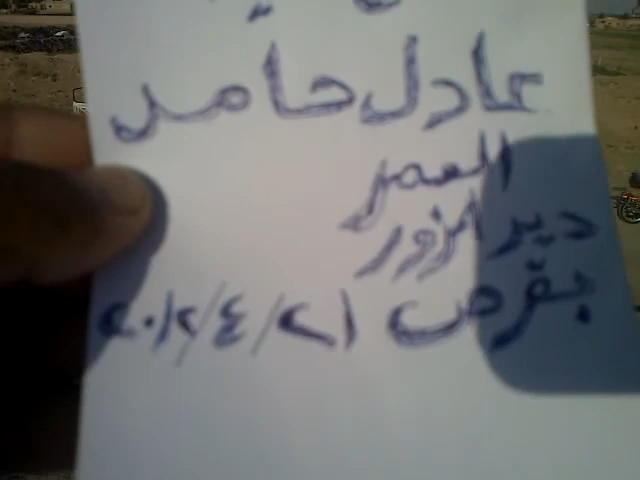 عادل حامد
العمر
دير الزور
بقرص ٢١/٤/٢٠١٢